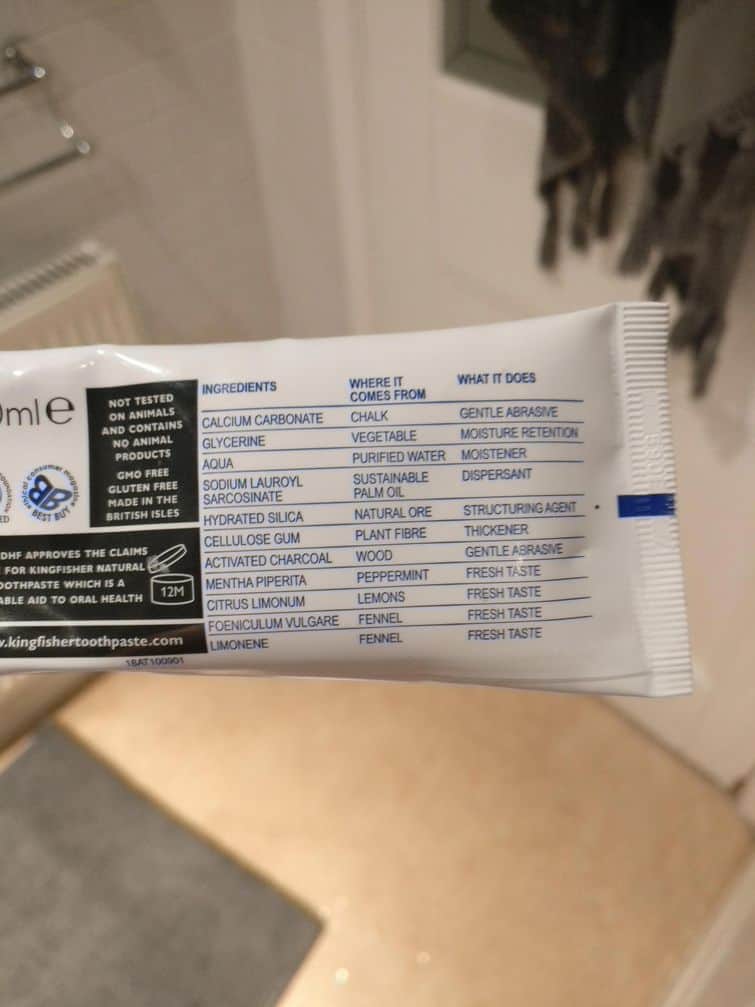 mle
NOT TESTED
ON ANIMALS
AND CONTAINS
NO ANIMAL
PRODUCTS
GMO FREE
GLUTEN FREE
MADE IN THE
BRITISH ISLES
consumer
BEST BUY
DHF APPROVES THE CLAIMS
FOR KINGFISHER NATURAL
TOOTHPASTE WHICH IS A
ABLE AID TO ORAL HEALTH
12M
.kingfishertoothpaste.com
1BAT100901
INGREDIENTS WHERE IT COMES FROM WHAT IT DOES
CALCIUM CARBONATE CHALK GENTLE ABRASIVE
GLYCERINE VEGETABLE MOISTURE RETENTION
AQUA PURIFIED WATER MOISTENER
SODIUM LAUROYL SUSTAINABLE DISPERSANT
SARCOSINATE PALM OIL
HYDRATED SILICA NATURAL ORE STRUCTURING AGENT
CELLULOSE GUM PLANT FIBRE THICKENER
ACTIVATED CHARCOAL WOOD GENTLE ABRASIVE
MENTHA PIPERITA PEPPERMINT FRESH TASTE
CITRUS LIMONUM LEMONS FRESH TASTE
FOENICULUM VULGARE FENNEL FRESH TASTE
LIMONENE FENNEL FRESH TASTE